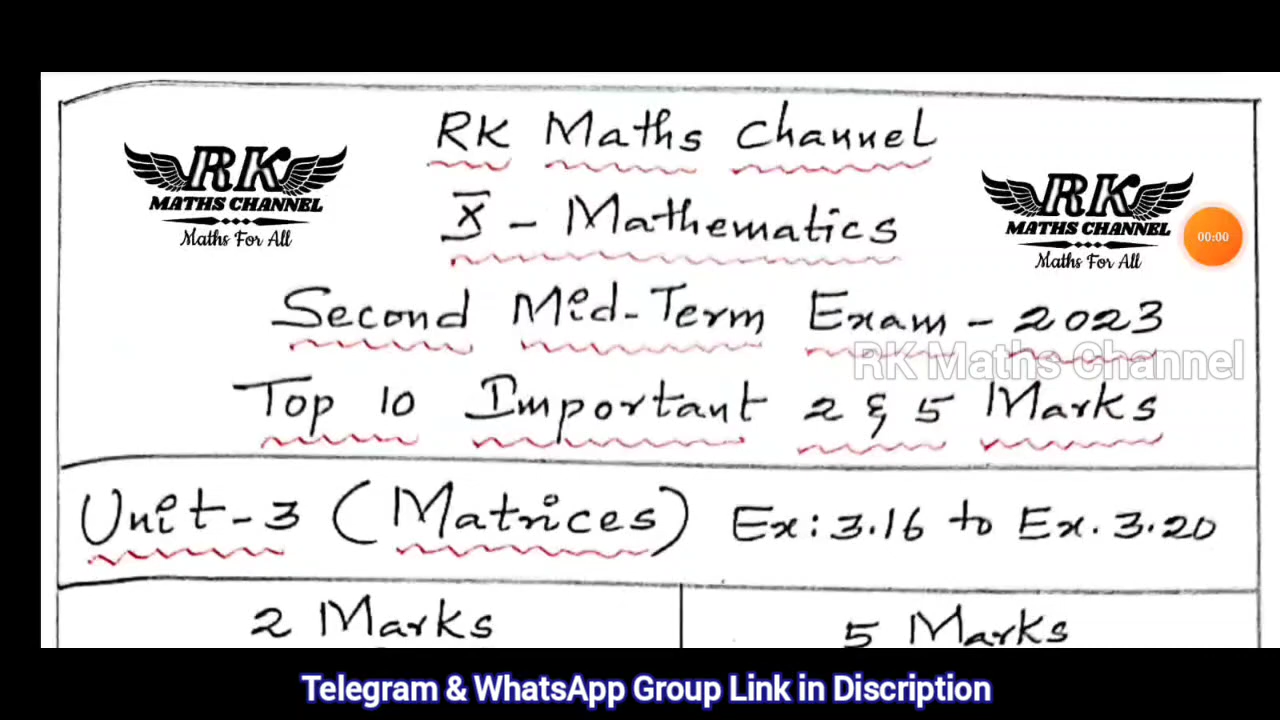 RK Maths Channel
RK
MATHS CHANNEL
Maths For All
RK
MATHS CHANNEL
Maths For All
X - Mathematics
00:00
Second Mid-Term Exam - 2023
RK Maths Channel
Top 10 Important 2 & 5 Marks
Unit-3 (Matrices) Ex: 3.16 to Ex. 3.20
2 Marks
5 Marks
Telegram & WhatsApp Group Link in Discription